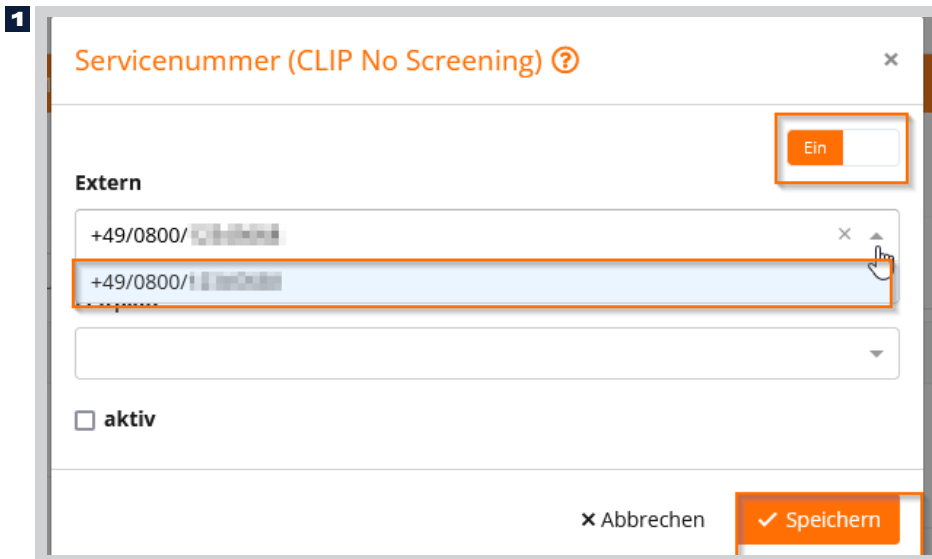 1
Servicenummer (CLIP No Screening) ?
×
Ein
Extern
+49/0800/
+49/0800/
aktiv
× Abbrechen
✓ Speichern